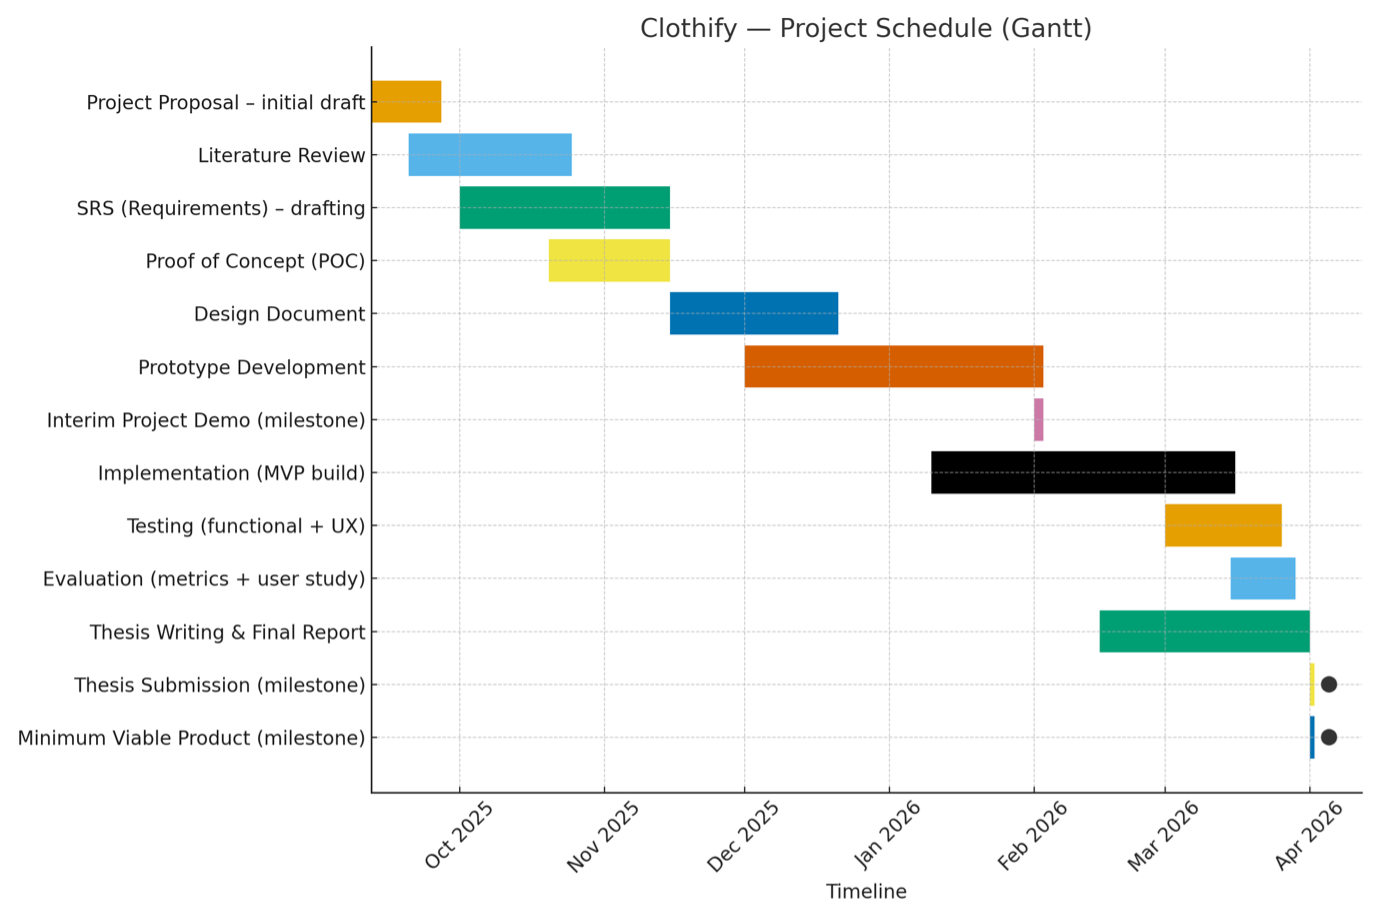 Clothify — Project Schedule (Gantt)
Project Proposal – initial draft
Literature Review
SRS (Requirements) – drafting
Proof of Concept (POC)
Design Document
Prototype Development
Interim Project Demo (milestone)
Implementation (MVP build)
Testing (functional + UX)
Evaluation (metrics + user study)
Thesis Writing & Final Report
Thesis Submission (milestone)
Minimum Viable Product (milestone)
Oct 2025
Nov 2025
Dec 2025
Jan 2026
Feb 2026
Mar 2026
Apr 2026
Timeline